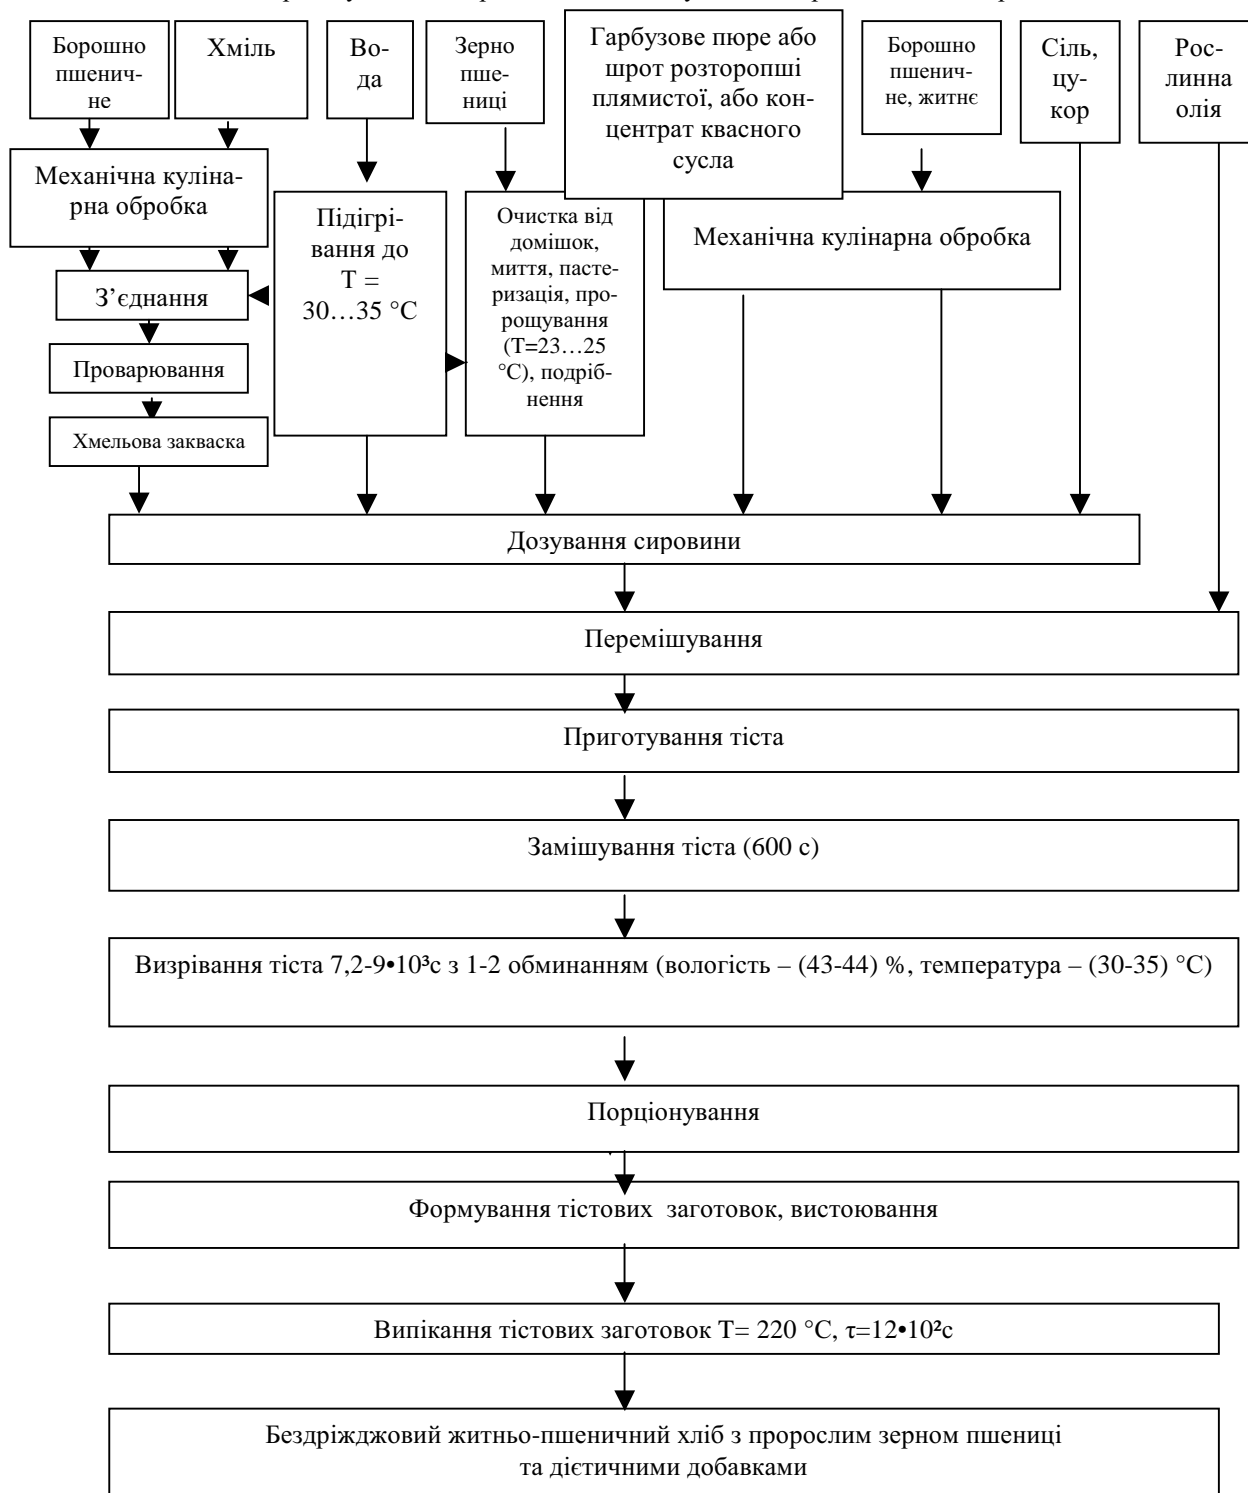 Борошно
пшенич-
не
Хміль
Во-
да
Зерно
пше-
ниці
Гарбузове пюре або
шрот розторопші
плямистої, або кон-
центрат квасного
сусла
Борошно
пшенич-
не, житнє
Сіль,
цу-
кор
Рос-
линна
олія
Механічна куліна-
рна обробка
Підігрі-
вання до
Т =
30…35 °С
Очистка від
домішок,
миття, пасте-
ризація, про-
рощування
(Т=23…25
°С), подріб-
нення
Механічна кулінарна обробка
З’єднання
Проварювання
Хмельова закваска
Дозування сировини
Перемішування
Приготування тіста
Замішування тіста (600 с)
Визрівання тіста 7,2-9•10³с з 1-2 обминанням (вологість – (43-44) %, температура – (30-35) °С)
Порціонування
Формування тістових заготовок, вистоювання
Випікання тістових заготовок Т= 220 °С, τ=12•10²с
Бездріжджовий житньо-пшеничний хліб з пророслим зерном пшениці
та дієтичними добавками